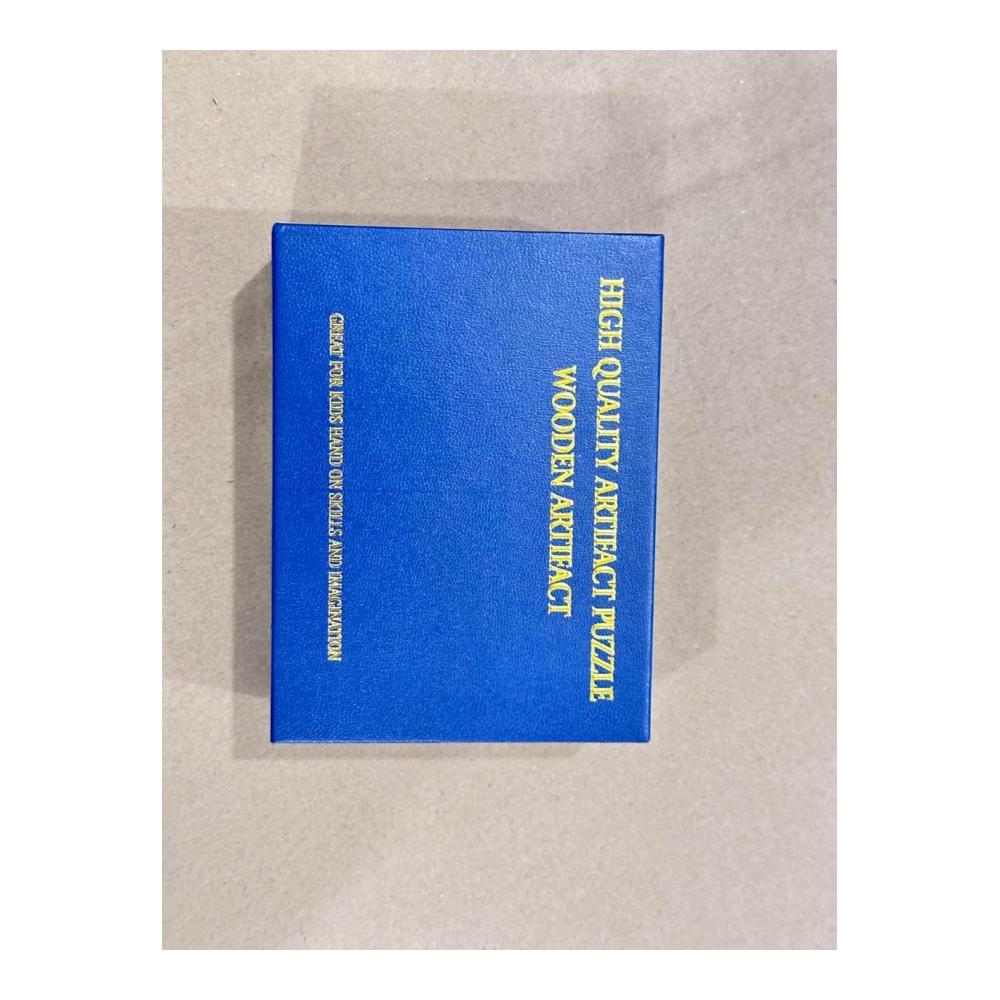 HIGH QUALITY ARTIFACT PUZZLE
WOODEN ARTIFACT
GREAT FOR KIDS HAND ON SKILLS AND IMAGINATION